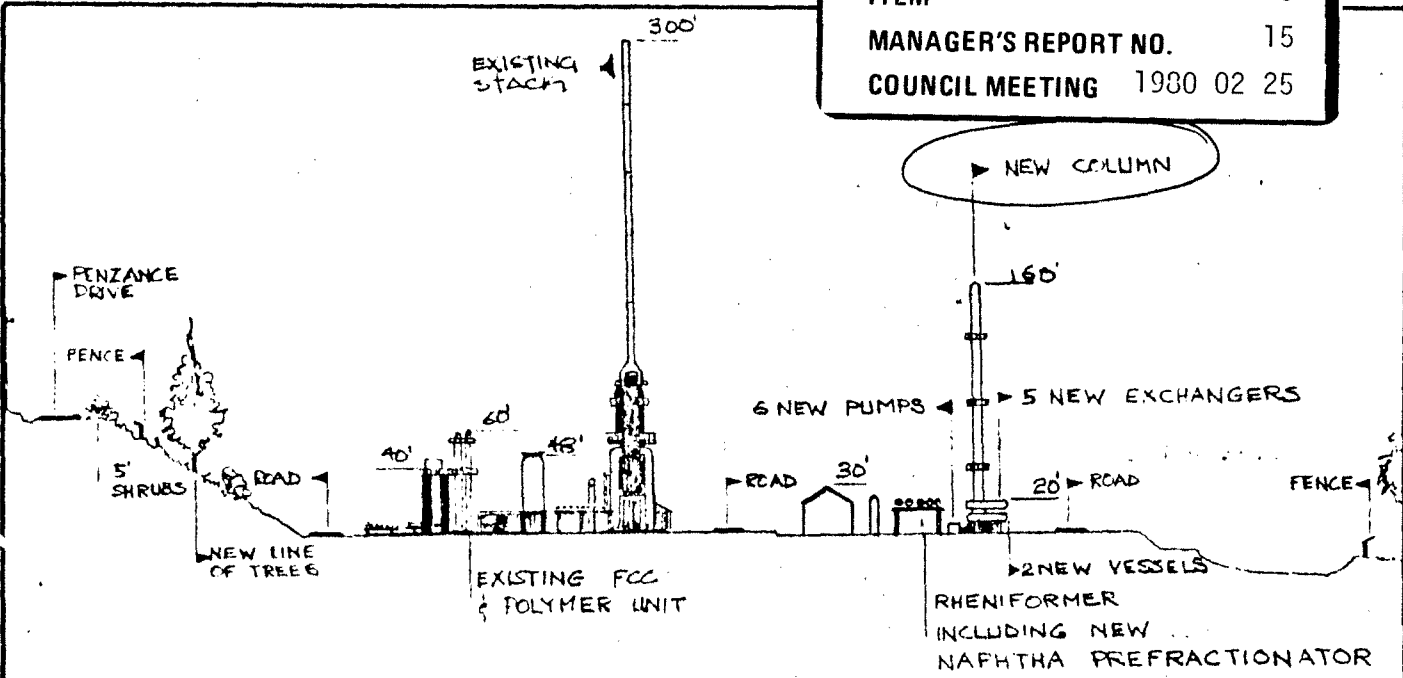 ITEM
MANAGER'S REPORT NO. 15
COUNCIL MEETING 1980 02 25
300'
EXISTING
STACK
NEW COLUMN
PENZANCE
DRIVE
160'
FENCE
6 NEW PUMPS
5 NEW EXCHANGERS
60'
40'
48'
5'
SHRUBS
ROAD
ROAD
30'
20'
ROAD
FENCE
NEW LINE
OF TREES
EXISTING FCC
& POLYMER UNIT
2 NEW VESSELS
RHENIFORMER
INCLUDING NEW
NAPHTHA PREFRACTIONATOR